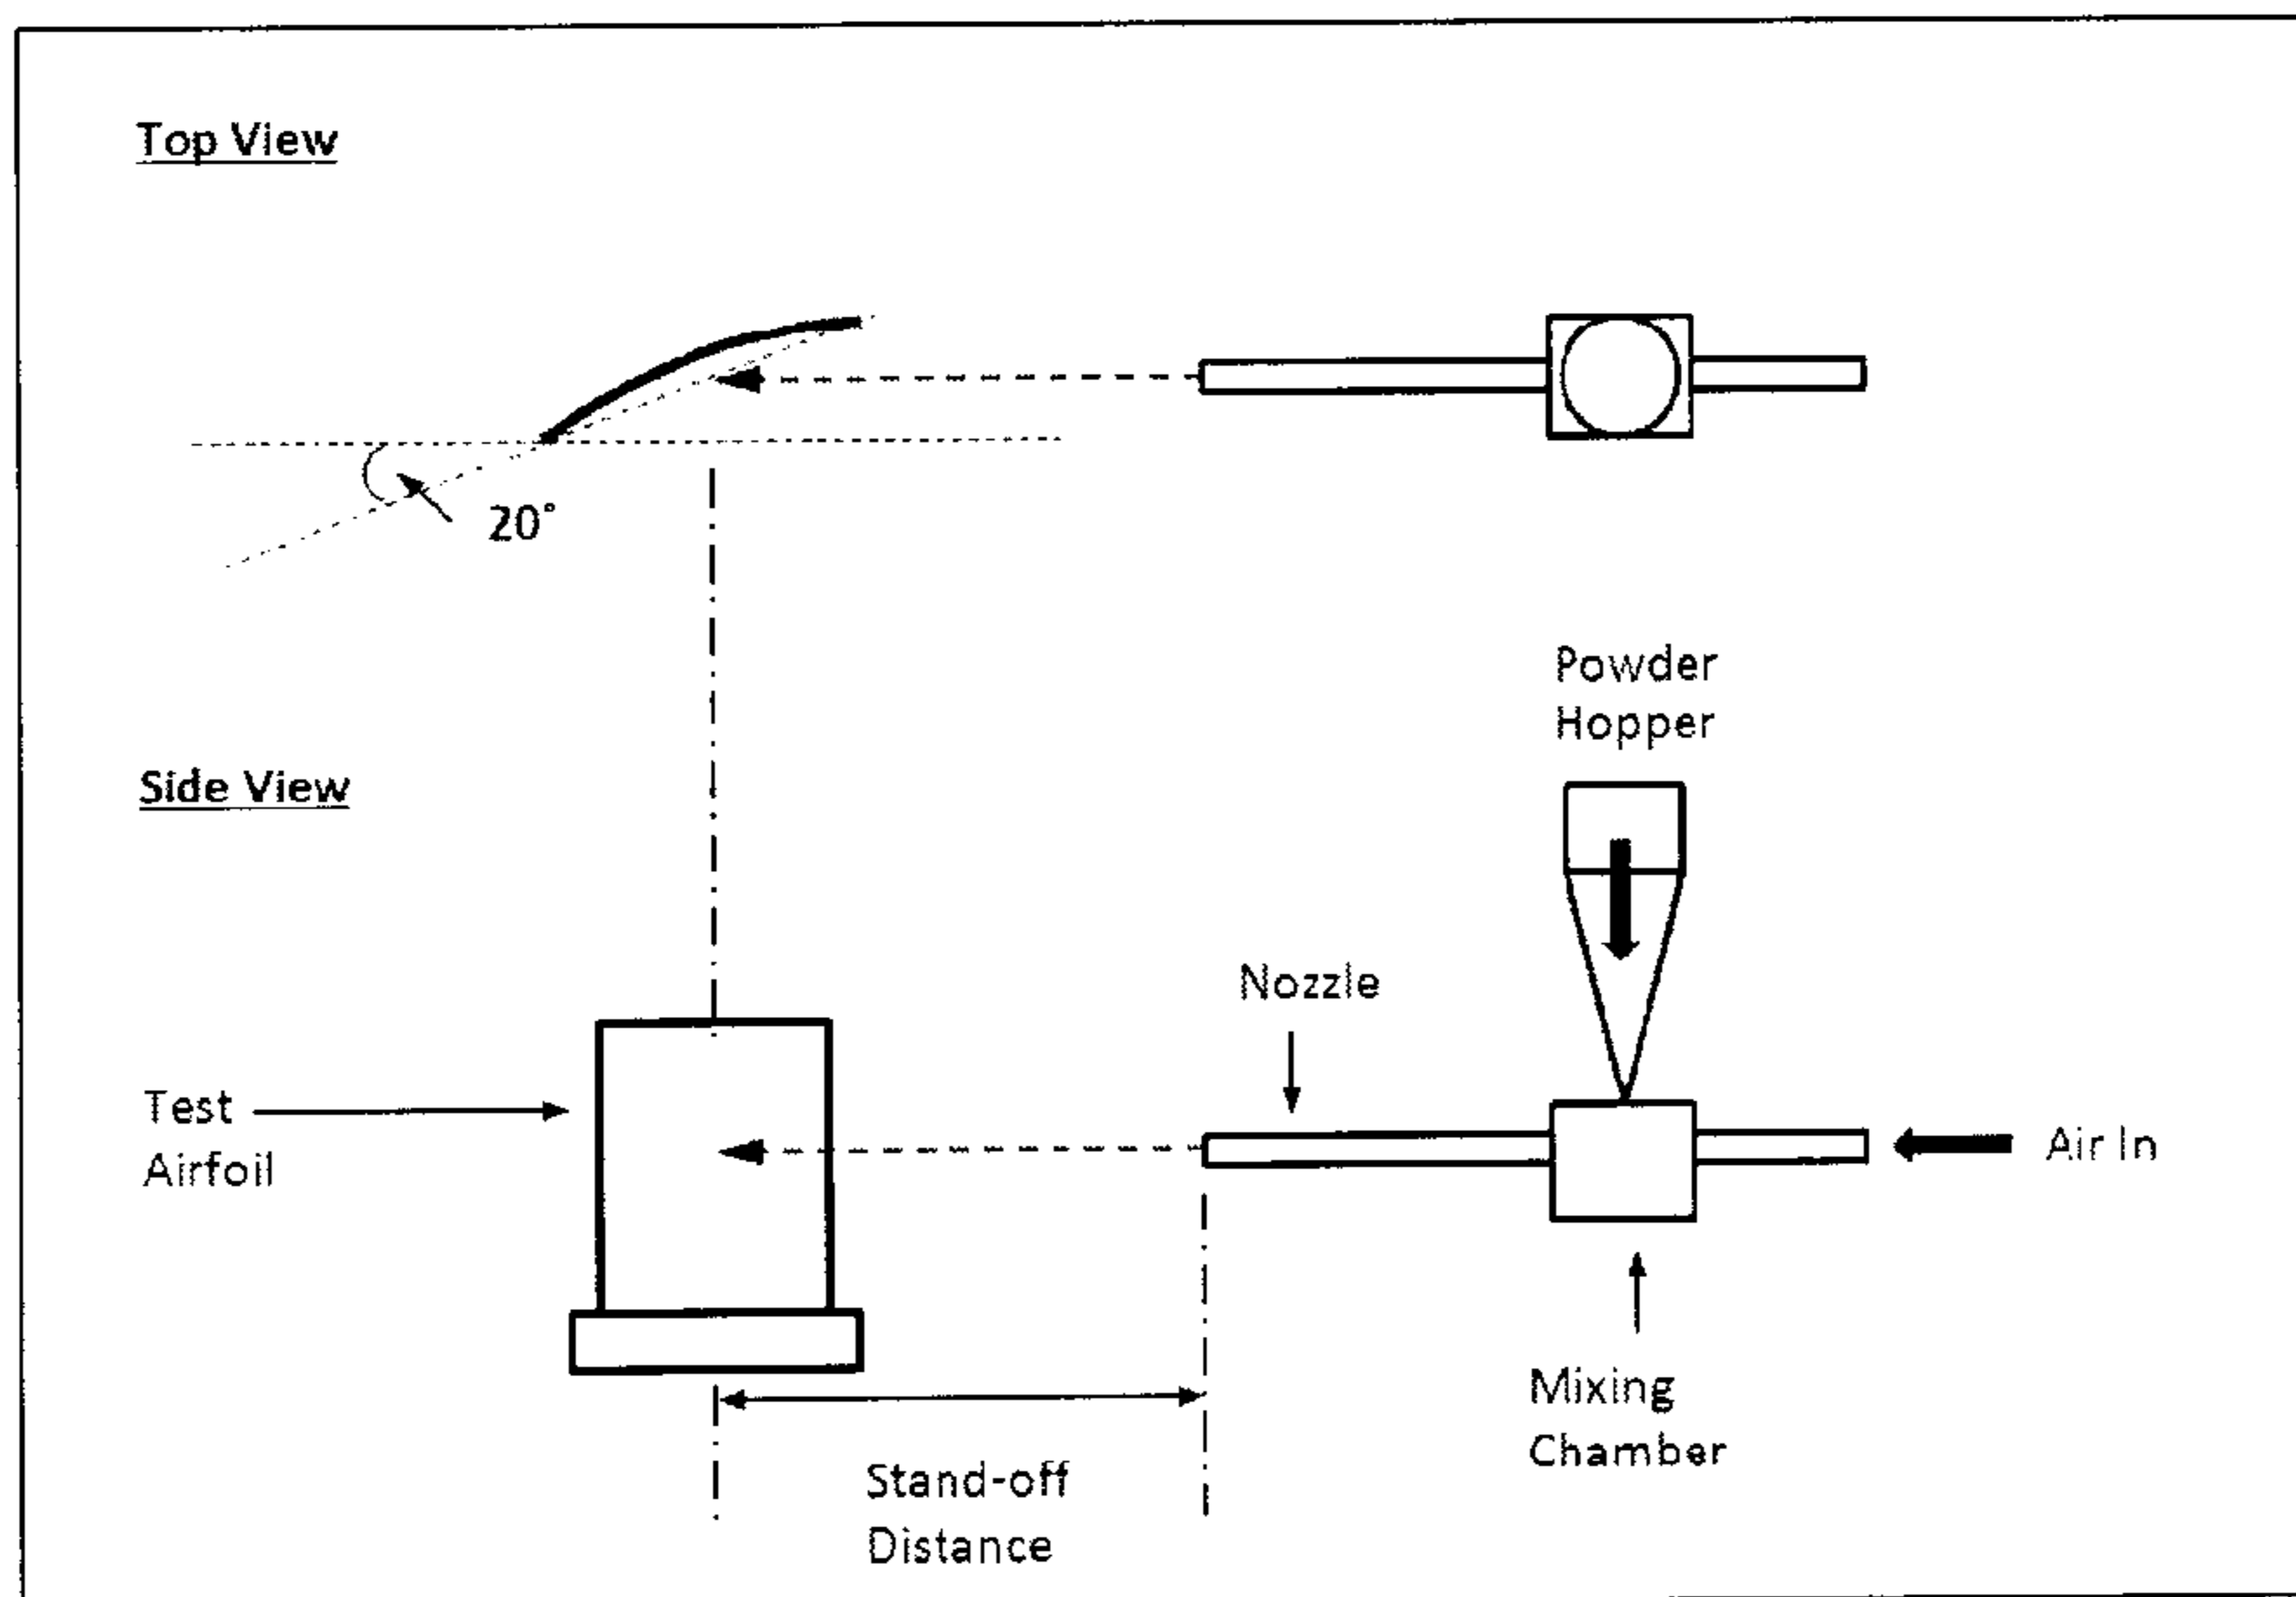 Top View
20°
Powder
Hopper
Side View
Nozzle
Test
Airfoil
Air In
Mixing
Chamber
Stand-off
Distance